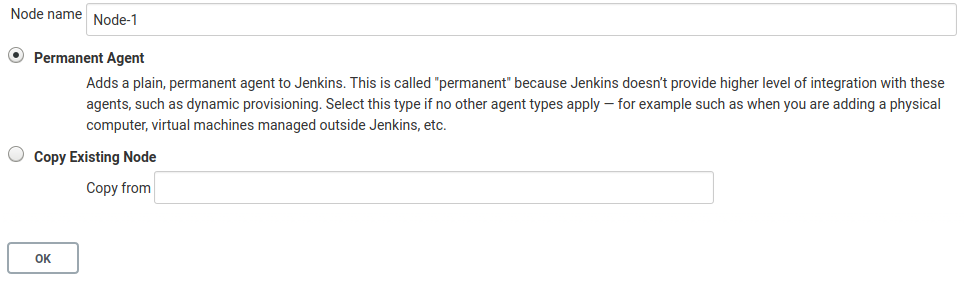 Node name Node-1
Permanent Agent
Adds a plain, permanent agent to Jenkins. This is called "permanent" because Jenkins doesn’t provide higher level of integration with these
agents, such as dynamic provisioning. Select this type if no other agent types apply — for example such as when you are adding a physical
computer, virtual machines managed outside Jenkins, etc.
Copy Existing Node
Copy from
OK